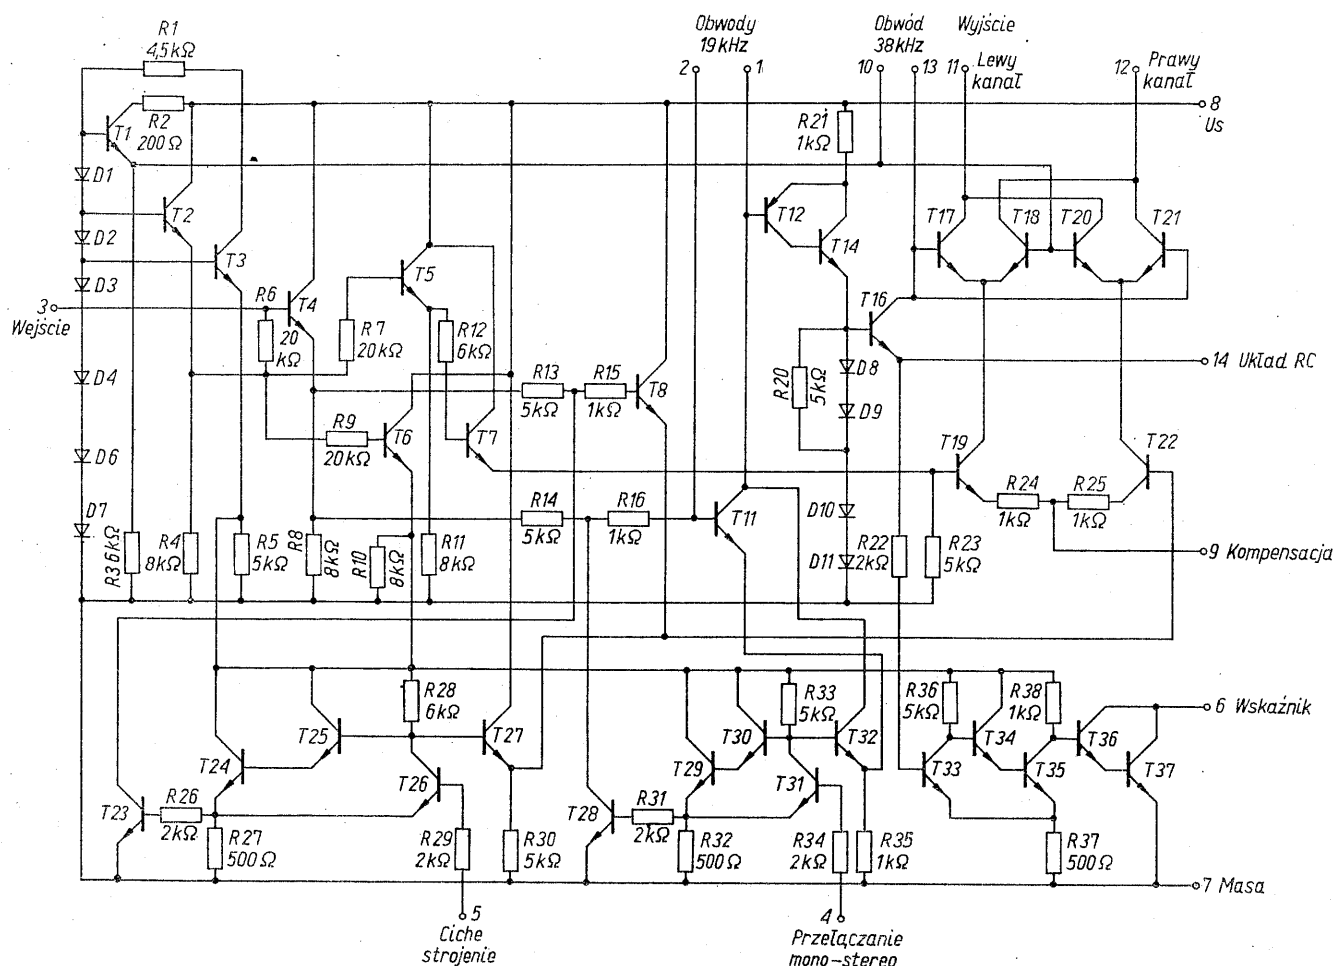 R1
4,5kΩ
Obwody
19kHz
Obwód
38kHz
Wyjście
2
1
10
13
11
Lewy
kanał
12
Prawy
kanał
R2
200Ω
T1
8
Us
R21
1kΩ
D1
T2
D2
T3
D3
T12
T14
T17
T18
T20
T21
3
Wejście
R6
20
kΩ
T4
T5
R7
20kΩ
R12
6kΩ
T16
14 Układ RC
D4
R13
5kΩ
R15
1kΩ
T8
R20
5kΩ
D8
D9
D6
R9
20kΩ
T6
T7
T19
R24
1kΩ
R25
1kΩ
T22
D7
R14
5kΩ
R16
1kΩ
T11
D10
D11
R3 6kΩ
R4
8kΩ
R5
5kΩ
R8
8kΩ
R10
8kΩ
R11
8kΩ
R22
2kΩ
R23
5kΩ
9 Kompensacja
R28
6kΩ
R33
5kΩ
R36
5kΩ
R38
1kΩ
6 Wskaźnik
T25
T27
T30
T32
T34
T36
T24
T26
T29
T31
T33
T35
T37
T23
R26
2kΩ
R27
500Ω
R29
2kΩ
R30
5kΩ
T28
R31
2kΩ
R32
500Ω
R34
2kΩ
R35
1kΩ
R37
500Ω
7 Masa
5
Ciche
strojenie
4
Przełączanie
mono-stereo